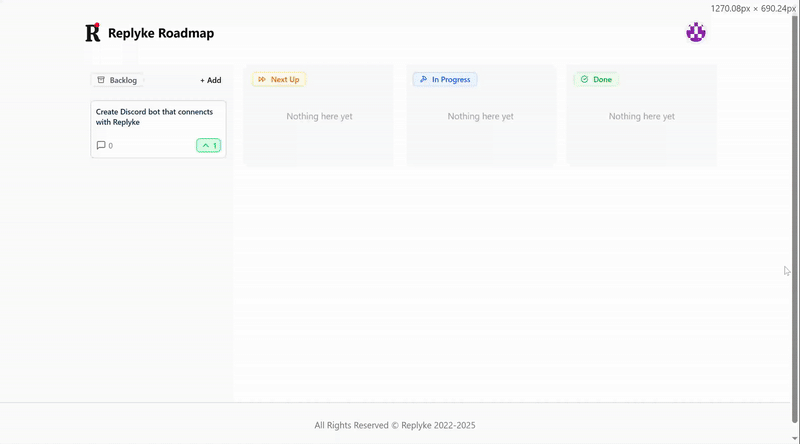 1270.08px × 690.24px
R Replyke Roadmap
Backlog
+ Add
Next Up
In Progress
Done
Create Discord bot that connencts
with Replyke
0
1
Nothing here yet
Nothing here yet
Nothing here yet
All Rights Reserved © Replyke 2022-2025